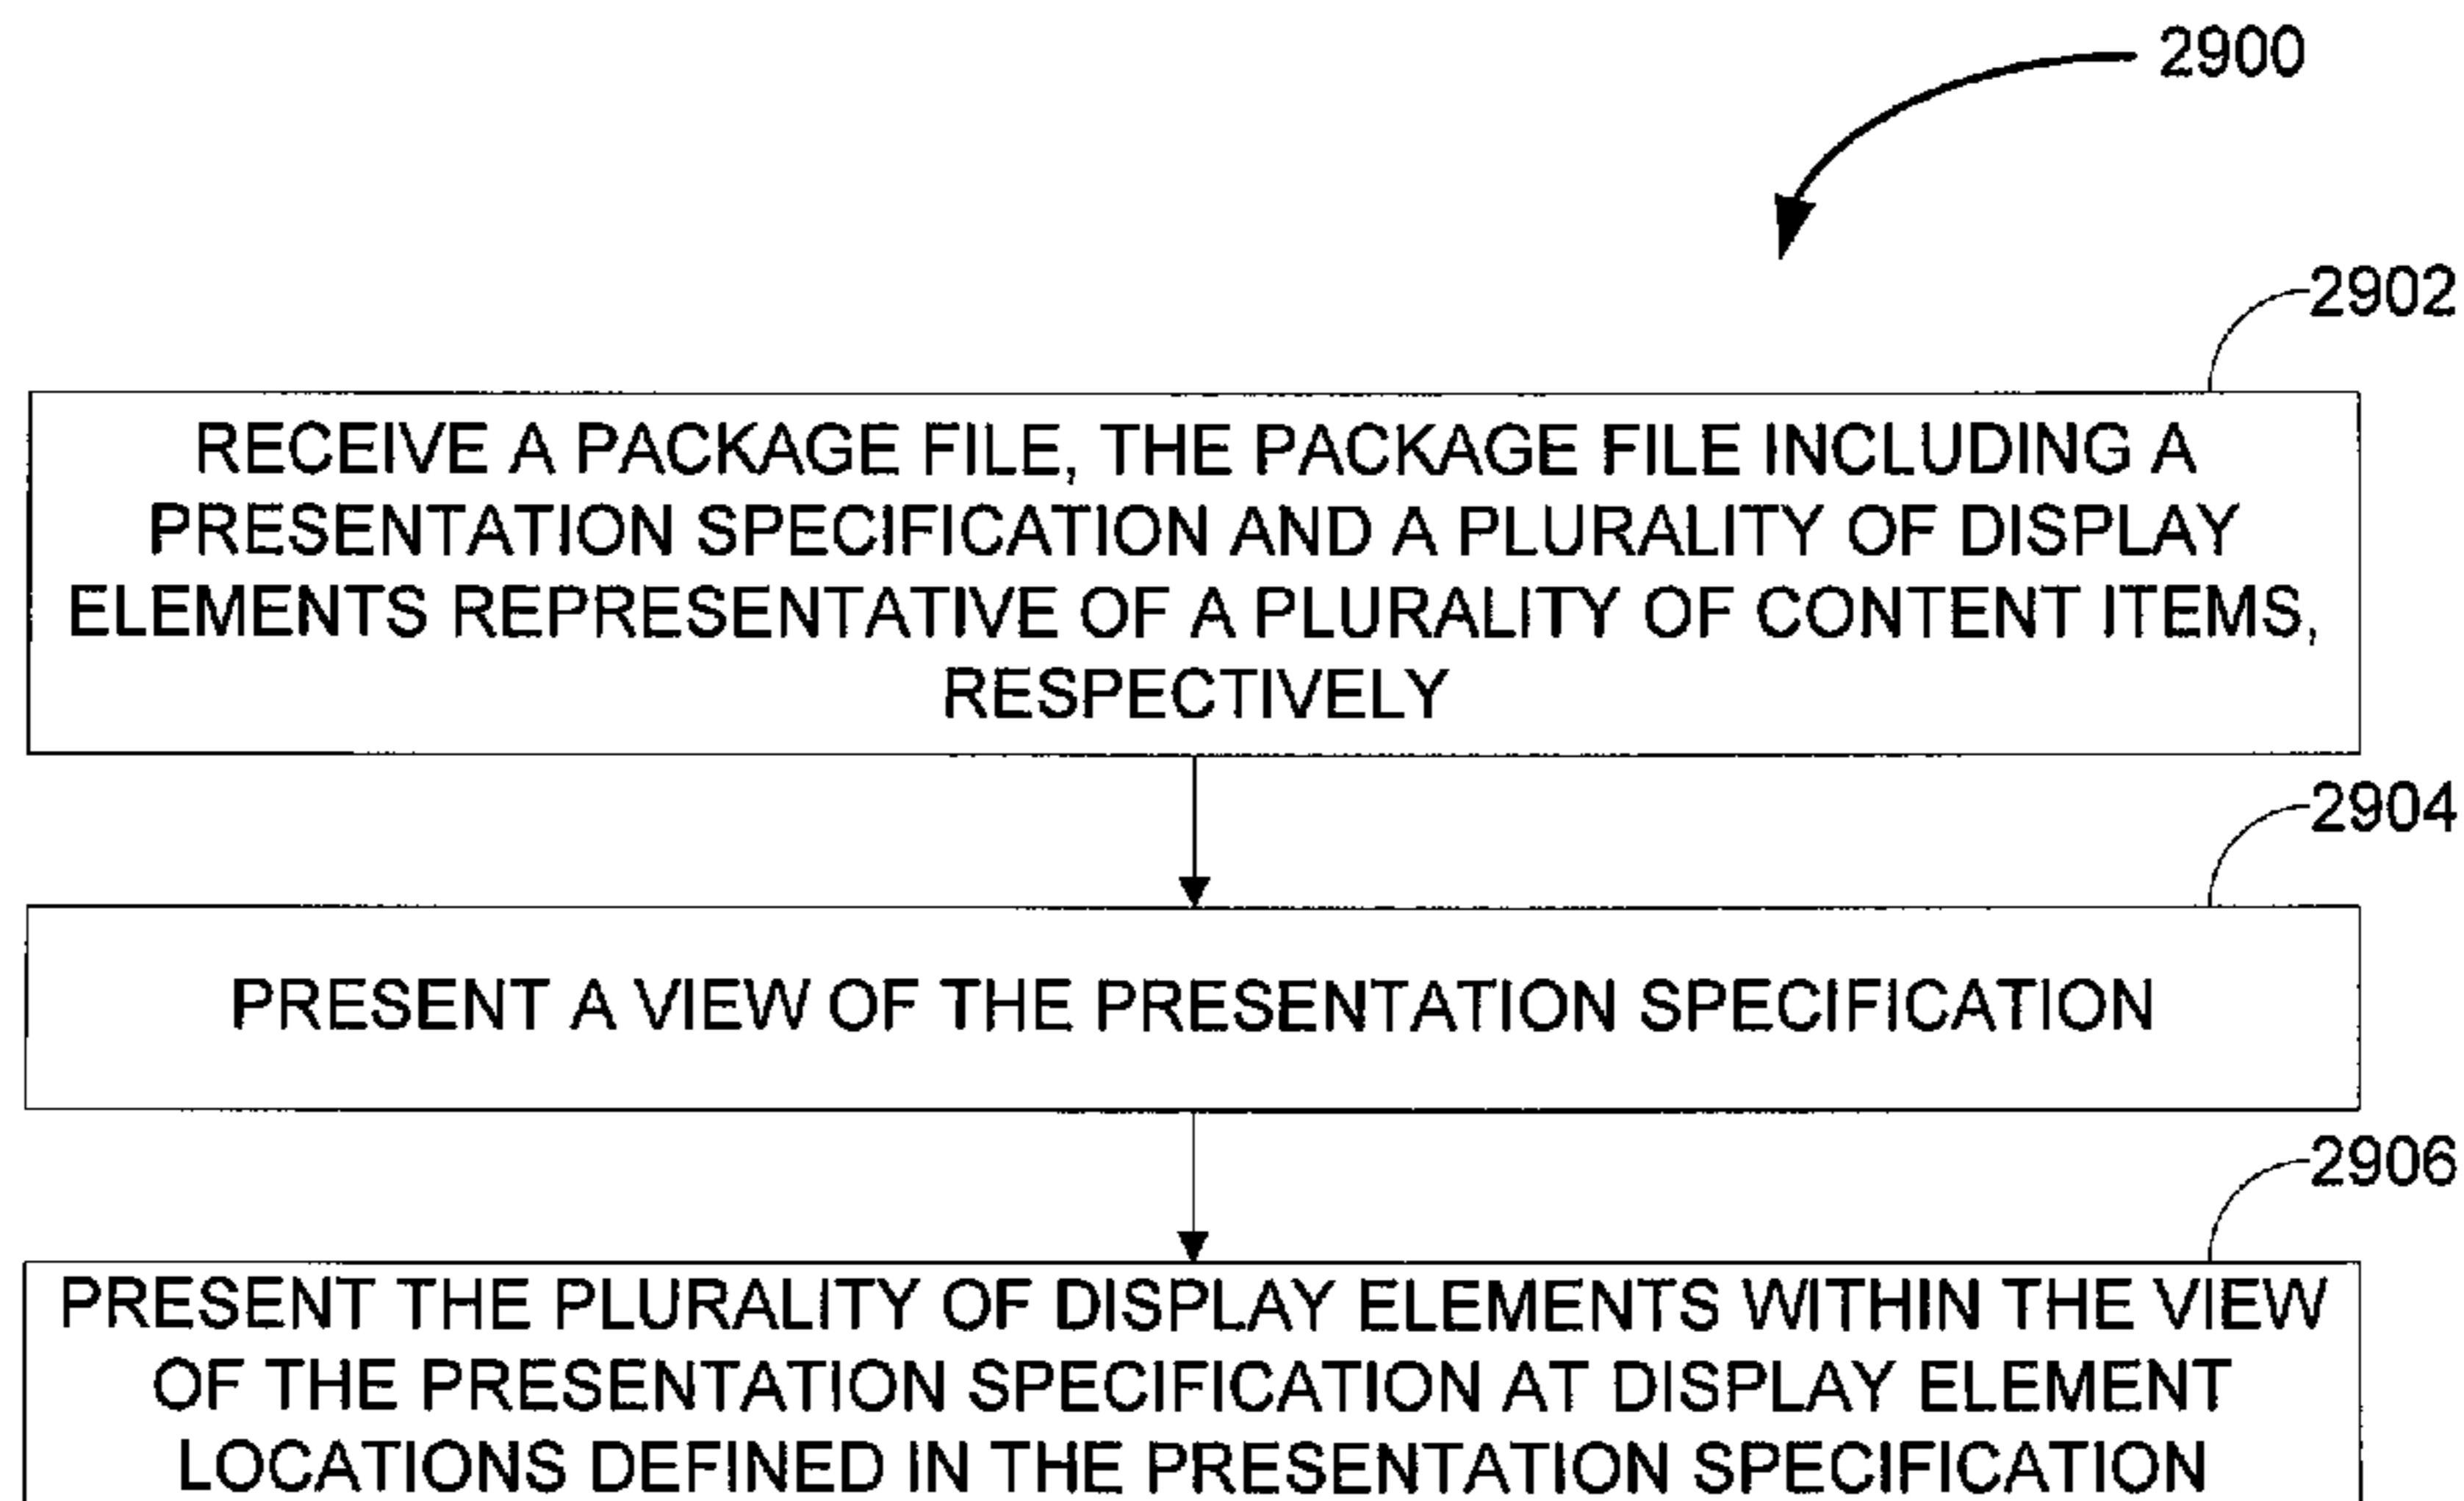 2900
2902
RECEIVE A PACKAGE FILE, THE PACKAGE FILE INCLUDING A
PRESENTATION SPECIFICATION AND A PLURALITY OF DISPLAY
ELEMENTS REPRESENTATIVE OF A PLURALITY OF CONTENT ITEMS,
RESPECTIVELY
2904
PRESENT A VIEW OF THE PRESENTATION SPECIFICATION
2906
PRESENT THE PLURALITY OF DISPLAY ELEMENTS WITHIN THE VIEW
OF THE PRESENTATION SPECIFICATION AT DISPLAY ELEMENT
LOCATIONS DEFINED IN THE PRESENTATION SPECIFICATION